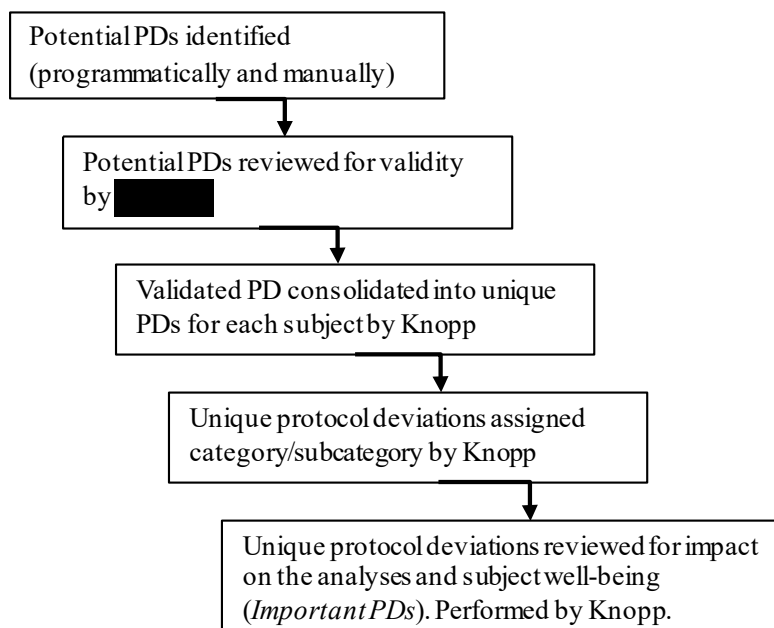 Potential PDs identified
(programmatically and manually)
Potential PDs reviewed for validity
by
Validated PD consolidated into unique
PDs for each subject by Knopp
Unique protocol deviations assigned
category/subcategory by Knopp
Unique protocol deviations reviewed for impact
on the analyses and subject well-being
(Important PDs). Performed by Knopp.